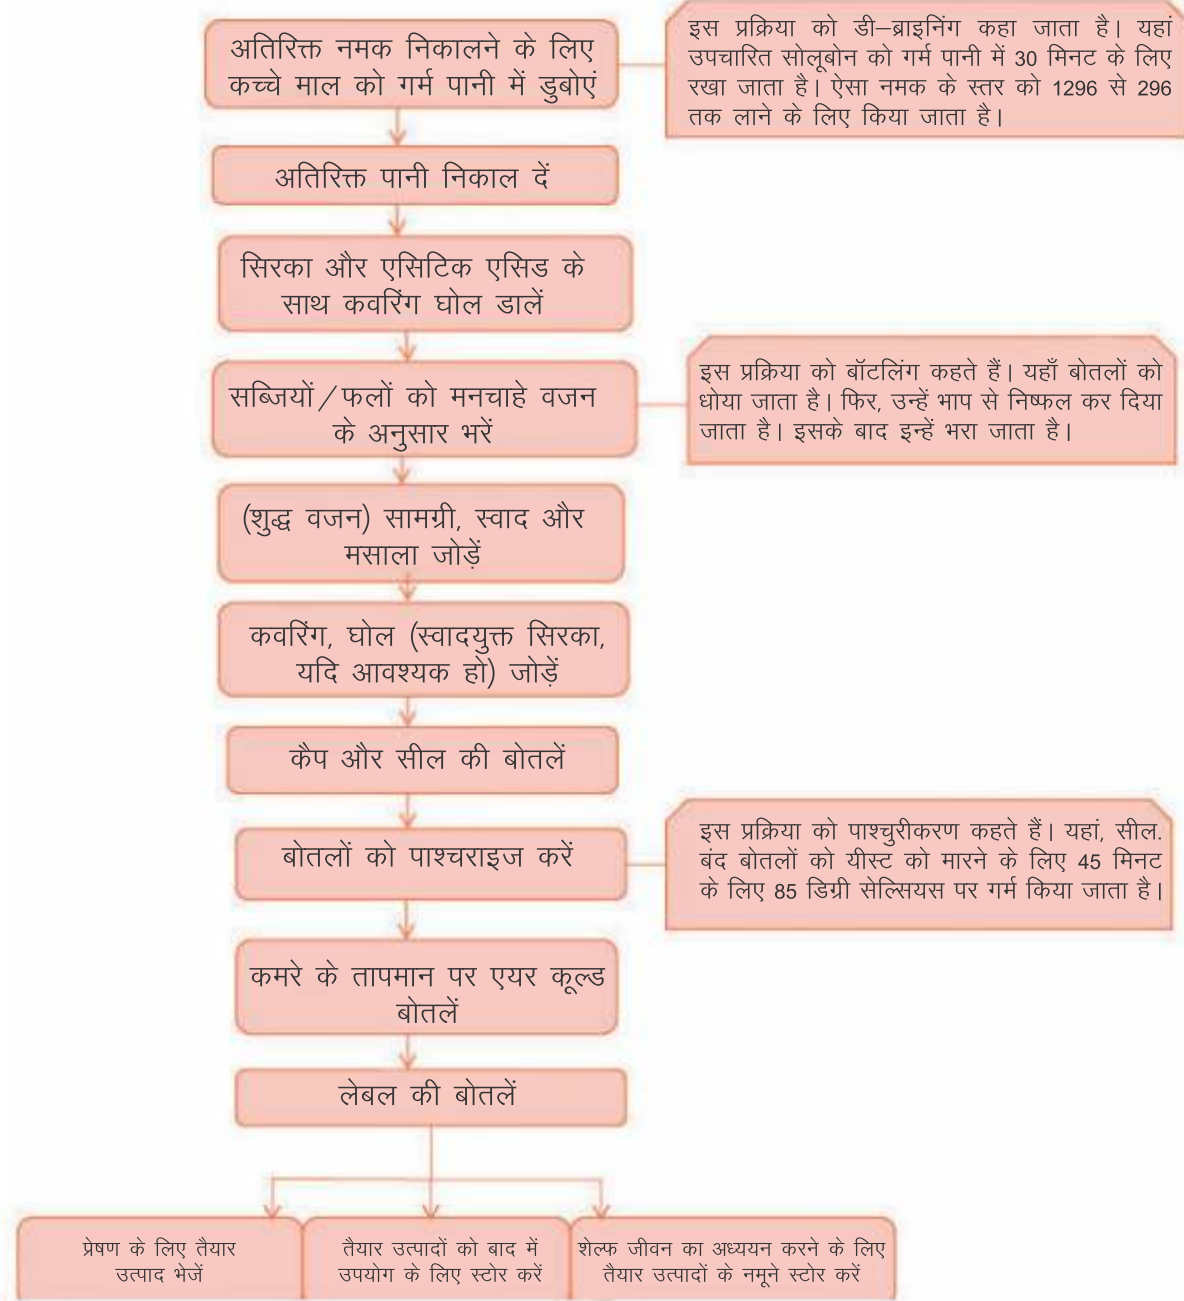 अतिरिक्त नमक निकालने के लिए
कच्चे माल को गर्म पानी में डुबोएं
इस प्रक्रिया को डी–ब्राइनिंग कहा जाता है। यहां
उपचारित सोलूबोन को गर्म पानी में 30 मिनट के लिए
रखा जाता है। ऐसा नमक के स्तर को 1296 से 296
तक लाने के लिए किया जाता है।
अतिरिक्त पानी निकाल दें
सिरका और एसिटिक एसिड के
साथ कवरिंग घोल डालें
सब्जियों/फलों को मनचाहे वजन
के अनुसार भरें
इस प्रक्रिया को बॉटलिंग कहते हैं। यहाँ बोतलों को
धोया जाता है। फिर, उन्हें भाप से निष्फल कर दिया
जाता है। इसके बाद इन्हें भरा जाता है।
(शुद्ध वजन) सामग्री, स्वाद और
मसाला जोड़ें
कवरिंग, घोल (स्वादयुक्त सिरका,
यदि आवश्यक हो) जोड़ें
कैप और सील की बोतलें
बोतलों को पाश्चराइज करें
इस प्रक्रिया को पाश्चुरीकरण कहते हैं। यहां, सील.
बंद बोतलों को यीस्ट को मारने के लिए 45 मिनट
के लिए 85 डिग्री सेल्सियस पर गर्म किया जाता है।
कमरे के तापमान पर एयर कूल्ड
बोतलें
लेबल की बोतलें
प्रेषण के लिए तैयार
उत्पाद भेजें
तैयार उत्पादों को बाद में
उपयोग के लिए स्टोर करें
शेल्फ जीवन का अध्ययन करने के लिए
तैयार उत्पादों के नमूने स्टोर करें